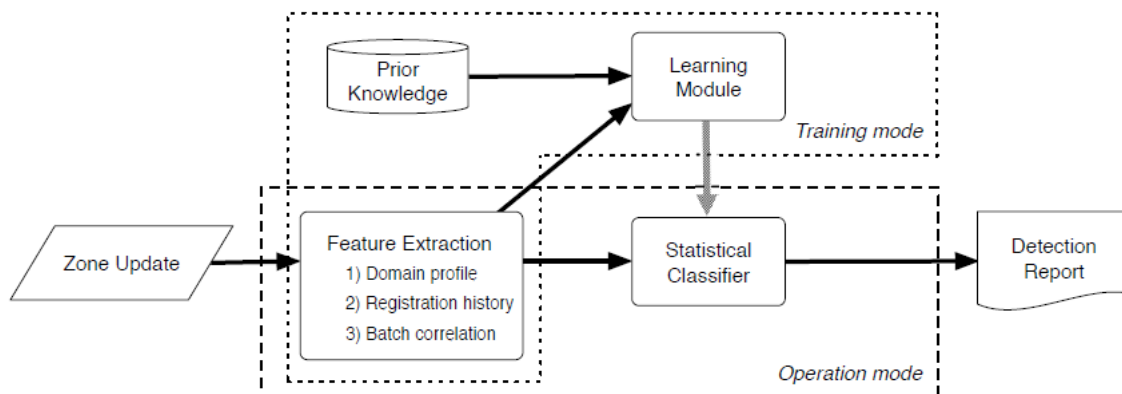 Prior
Knowledge
Learning
Module
Training mode
Zone Update
Feature Extraction
1) Domain profile
2) Registration history
3) Batch correlation
Statistical
Classifier
Detection
Report
Operation mode